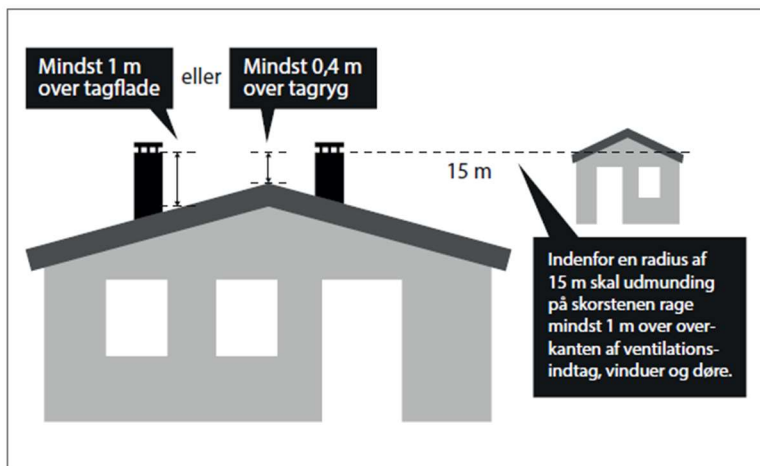 Mindst 1 m
over tagflade
eller
Mindst 0,4 m
over tagryg
15 m
Indenfor en radius af
15 m skal udmunding
på skorstenen rage
mindst 1 m over over-
kanten af ventilations-
indtag, vinduer og døre.